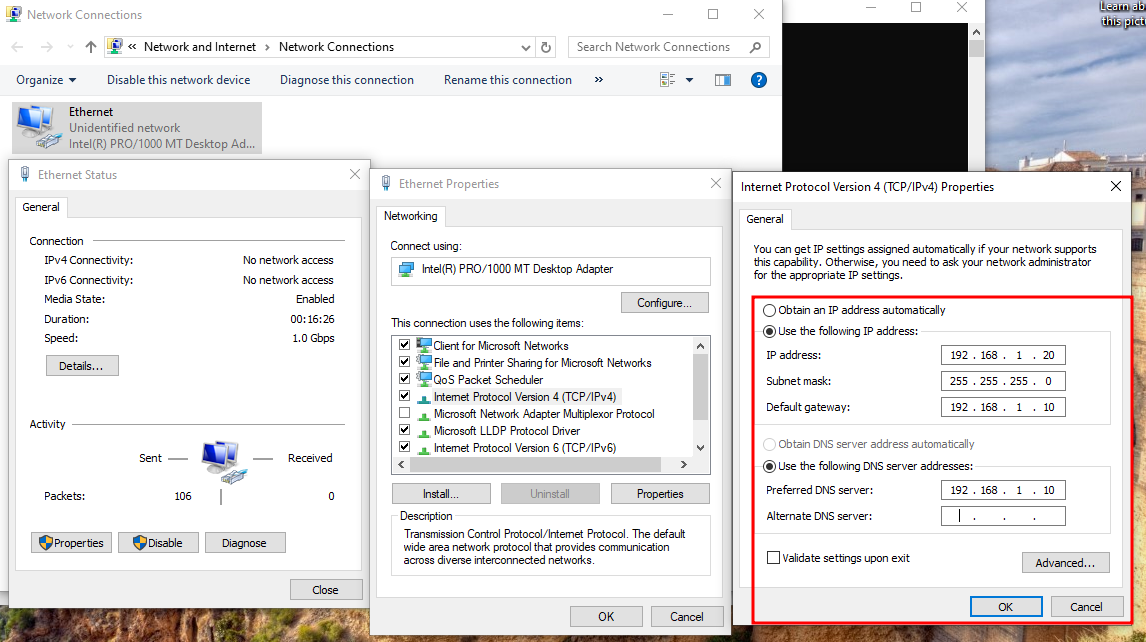 Network Connections
« Network and Internet › Network Connections
Search Network Connections
Organize
Disable this network device
Diagnose this connection
Rename this connection
»
Ethernet
Unidentified network
Intel(R) PRO/1000 MT Desktop Ad...
Ethernet Status
General
Connection
IPv4 Connectivity: No network access
IPv6 Connectivity: No network access
Media State: Enabled
Duration: 00:16:26
Speed: 1.0 Gbps
Details...
Activity
Sent
Received
Packets: 106 0
Properties
Disable
Diagnose
Close
Ethernet Properties
Networking
Connect using:
Intel(R) PRO/1000 MT Desktop Adapter
Configure...
This connection uses the following items:
Client for Microsoft Networks
File and Printer Sharing for Microsoft Networks
QoS Packet Scheduler
Internet Protocol Version 4 (TCP/IPv4)
Microsoft Network Adapter Multiplexor Protocol
Microsoft LLDP Protocol Driver
Internet Protocol Version 6 (TCP/IPv6)
Install...
Uninstall
Properties
Description
Transmission Control Protocol/Internet Protocol. The default
wide area network protocol that provides communication
across diverse interconnected networks.
OK
Cancel
Internet Protocol Version 4 (TCP/IPv4) Properties
General
You can get IP settings assigned automatically if your network supports
this capability. Otherwise, you need to ask your network administrator
for the appropriate IP settings.
Obtain an IP address automatically
Use the following IP address:
IP address: 192 . 168 . 1 . 20
Subnet mask: 255 . 255 . 255 . 0
Default gateway: 192 . 168 . 1 . 10
Obtain DNS server address automatically
Use the following DNS server addresses:
Preferred DNS server: 192 . 168 . 1 . 10
Alternate DNS server: . . .
Validate settings upon exit
Advanced...
OK
Cancel
Learn ab
this pict